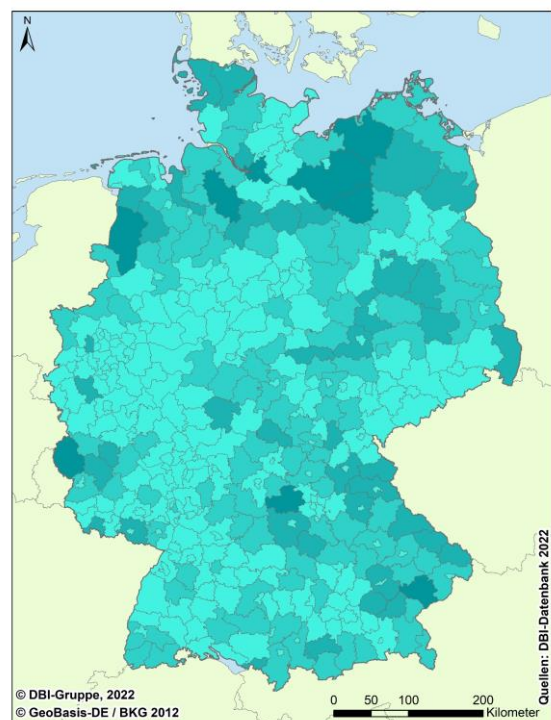 N
Quellen: DBI-Datenbank 2022
© DBI-Gruppe, 2022
© GeoBasis-DE / BKG 2012
0 50 100 200
Kilometer